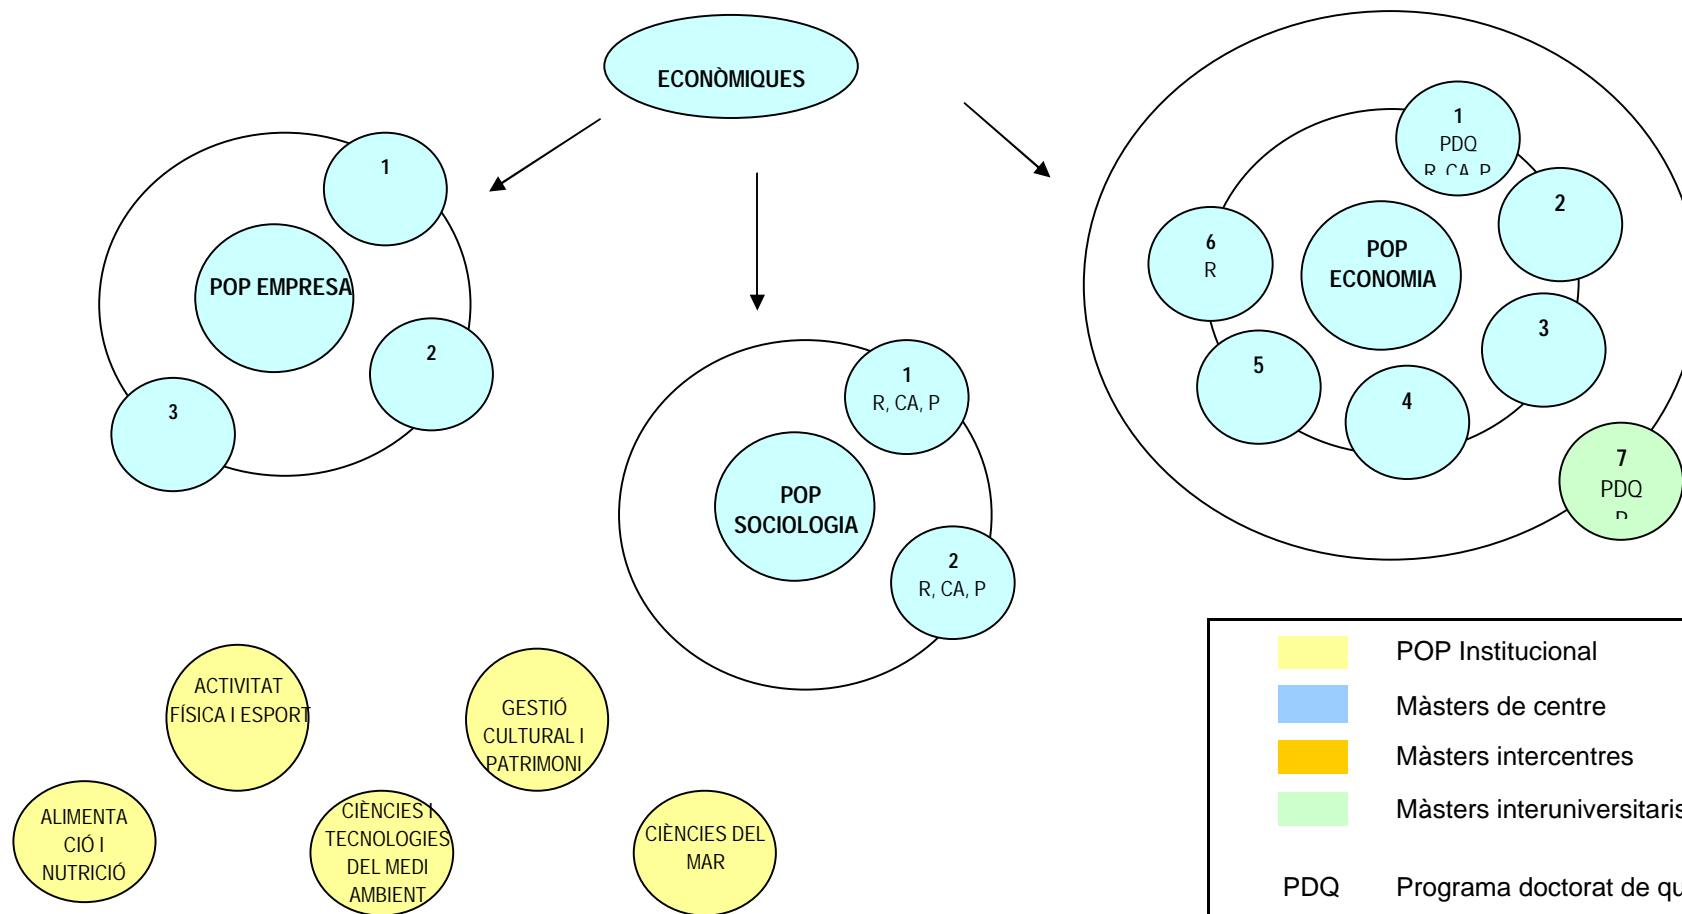 ECONÒMIQUES
1
POP EMPRESA
2
3
1
R, CA, P
POP
SOCIOLOGIA
2
R, CA, P
1
PDQ
R, CA, P
2
6
R
POP
ECONOMIA
3
5
4
7
PDQ
ACTIVITAT
FÍSICA I ESPORT
GESTIÓ
CULTURAL I
PATRIMONI
ALIMENTA
CIÓ I
NUTRICIÓ
CIÈNCIES I
TECNOLOGIES
DEL MEDI
AMBIENT
CIÈNCIES DEL
MAR
POP Institucional
Màsters de centre
Màsters intercentres
Màsters interuniversitaris
PDQ Programa doctorat de